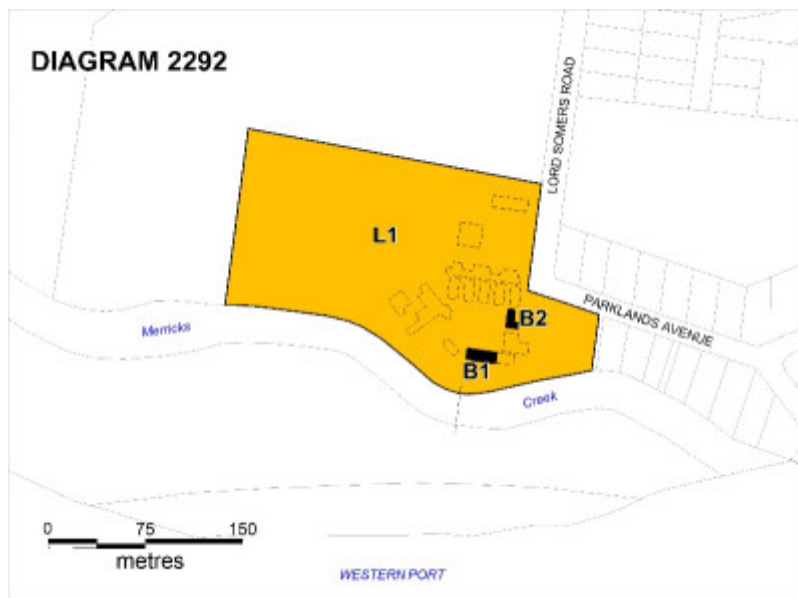 DIAGRAM 2292
LORD SOMERS ROAD
L1
PARKLANDS AVENUE
B2
Merricks
B1
Creek
0 75 150
metres
WESTERN PORT